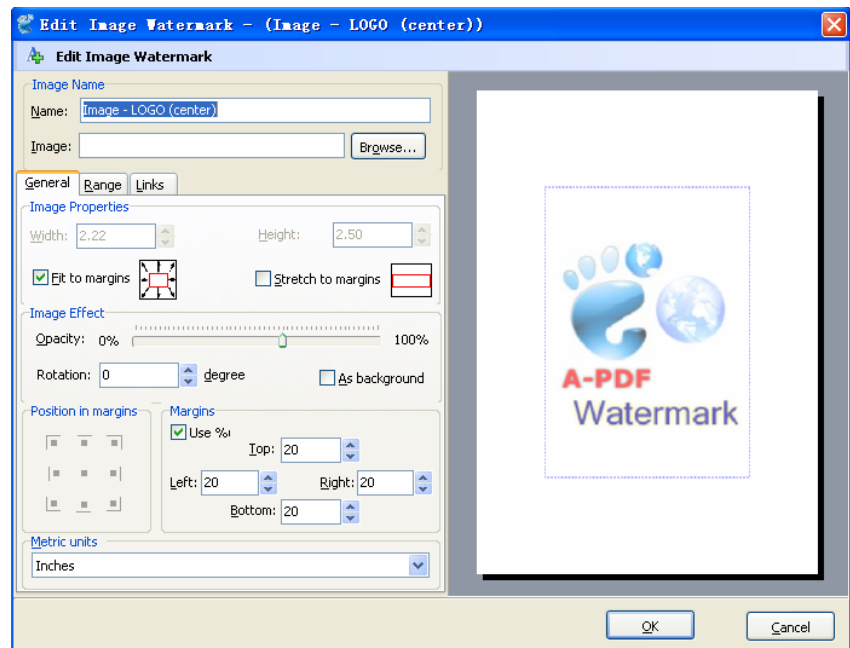 Edit Image Watermark - (Image - LOGO (center))
Edit Image Watermark
Image Name
Name: Image - LOGO (center)
Image: Browse...
General Range Links
Image Properties
Width: 2.22 Height: 2.50
Fit to margins Stretch to margins
Image Effect
Opacity: 0% 100%
Rotation: 0 degree As background
Position in margins Margins
Use %
Top: 20
Left: 20 Right: 20
Bottom: 20
Metric units
Inches
A-PDF
Watermark
OK Cancel